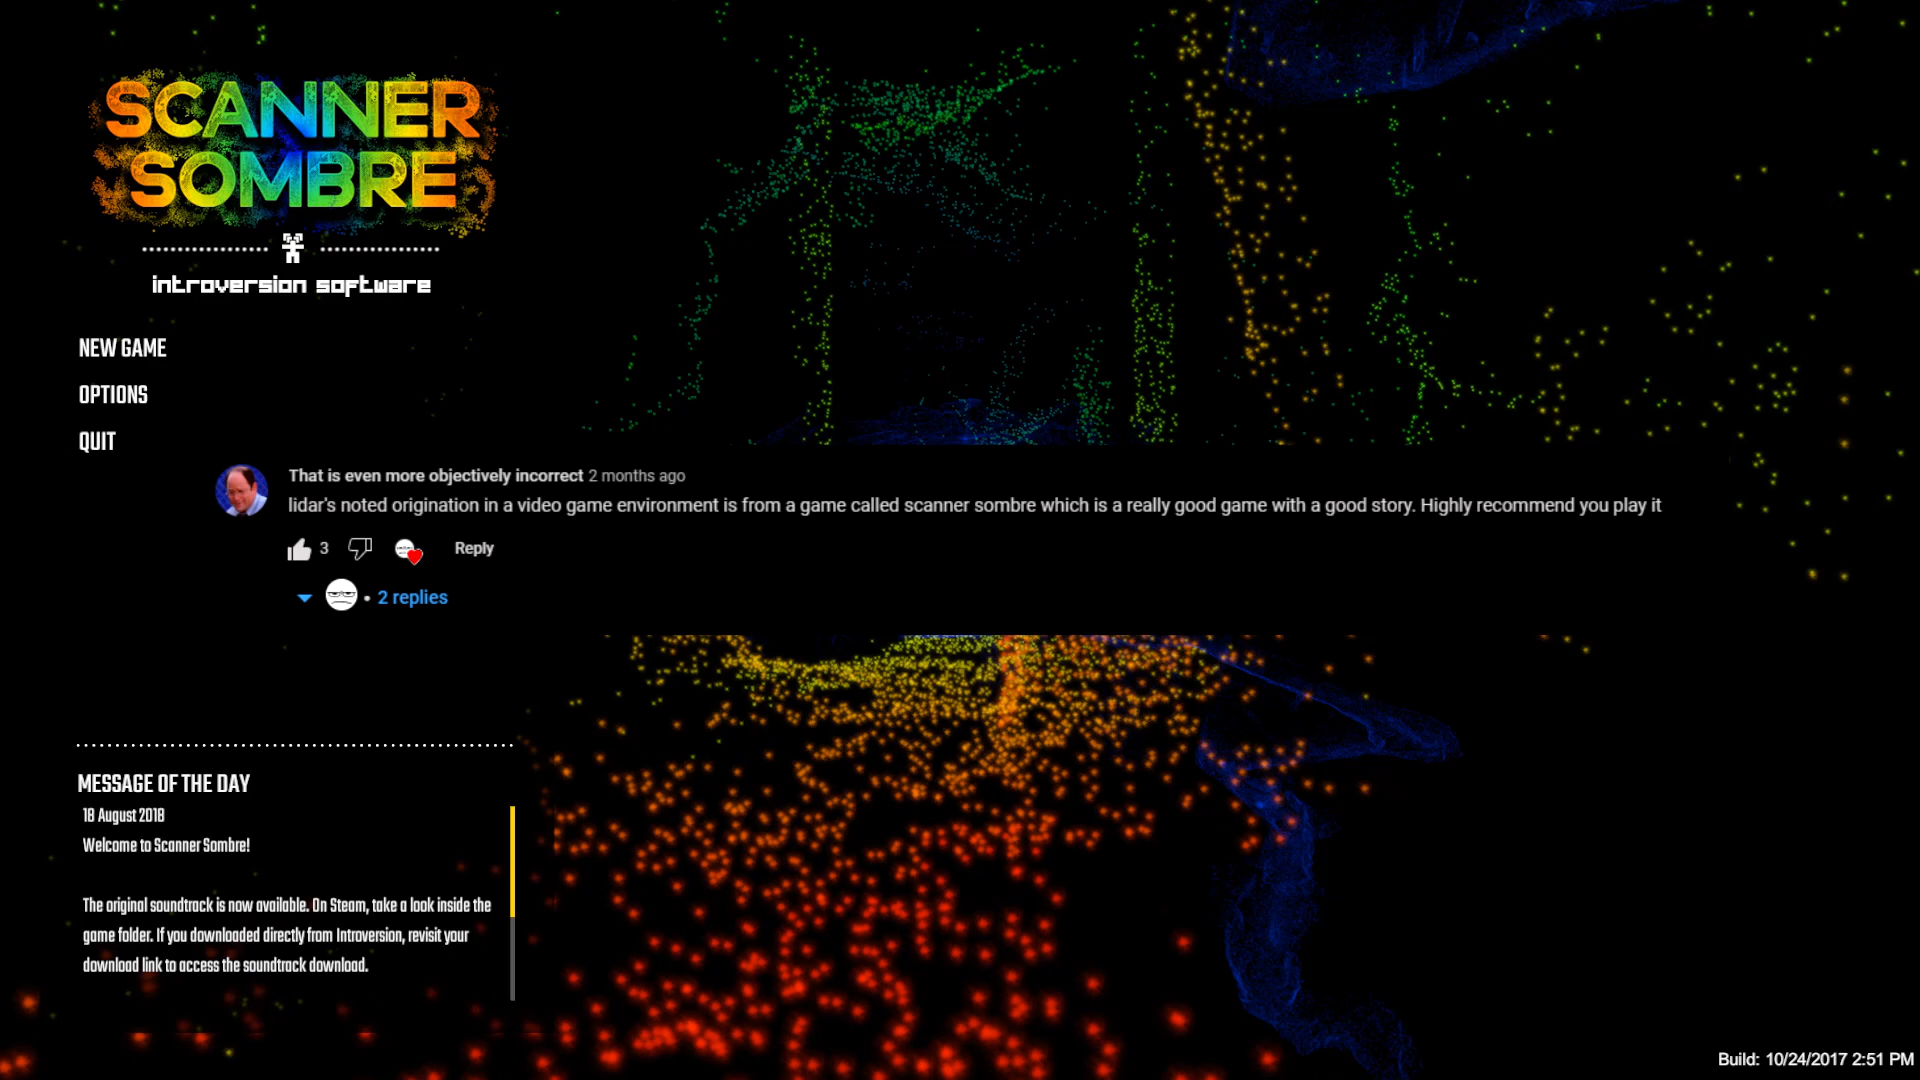 SCANNER
SOMBRE
introversion software
NEW GAME
OPTIONS
QUIT
That is even more objectively incorrect 2 months ago
lidar's noted origination in a video game environment is from a game called scanner sombre which is a really good game with a good story. Highly recommend you play it
3 Reply
• 2 replies
MESSAGE OF THE DAY
18 August 2018
Welcome to Scanner Sombre!
The original soundtrack is now available. On Steam, take a look inside the
game folder. If you downloaded directly from Introversion, revisit your
download link to access the soundtrack download.
Build: 10/24/2017 2:51 PM